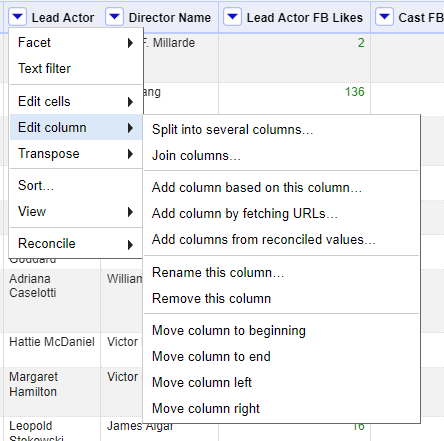 Lead Actor Director Name Lead Actor FB Likes Cast FB
F. Millarde 2
ang 136
Facet
Text filter
Edit cells
Edit column
Transpose
Sort...
View
Reconcile
Split into several columns...
Join columns...
Add column based on this column...
Add column by fetching URLs...
Add columns from reconciled values...
Rename this column...
Remove this column
Move column to beginning
Move column to end
Move column left
Move column right
Goddard
Adriana
Caselotti
William
Hattie McDaniel Victor
Margaret
Hamilton
Victor
Leopold
Stokowski
James Algar 16